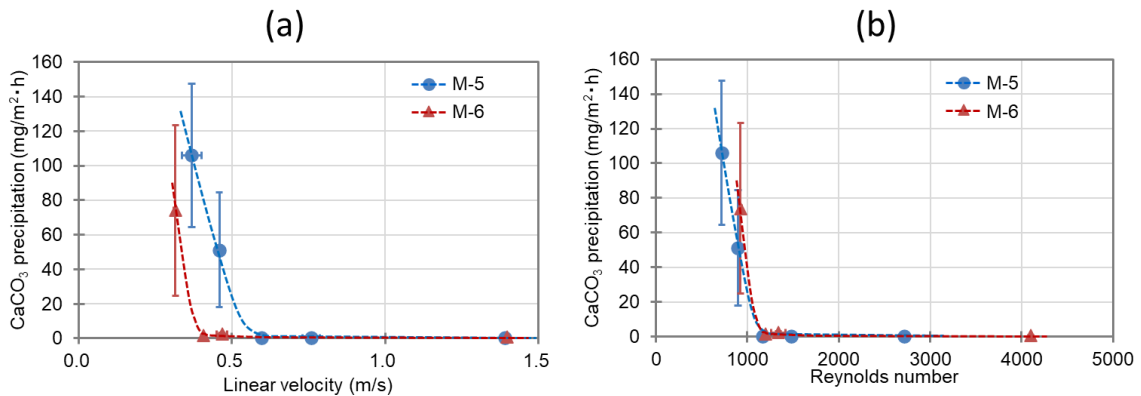 (a)
160
140
120
100
80
60
40
20
0
CaCO₃ precipitation (mg/m²・h)
M-5
M-6
0.0
0.5
1.0
1.5
Linear velocity (m/s)
(b)
160
140
120
100
80
60
40
20
0
CaCO₃ precipitation (mg/m²・h)
M-5
M-6
0
1000
2000
3000
4000
5000
Reynolds number